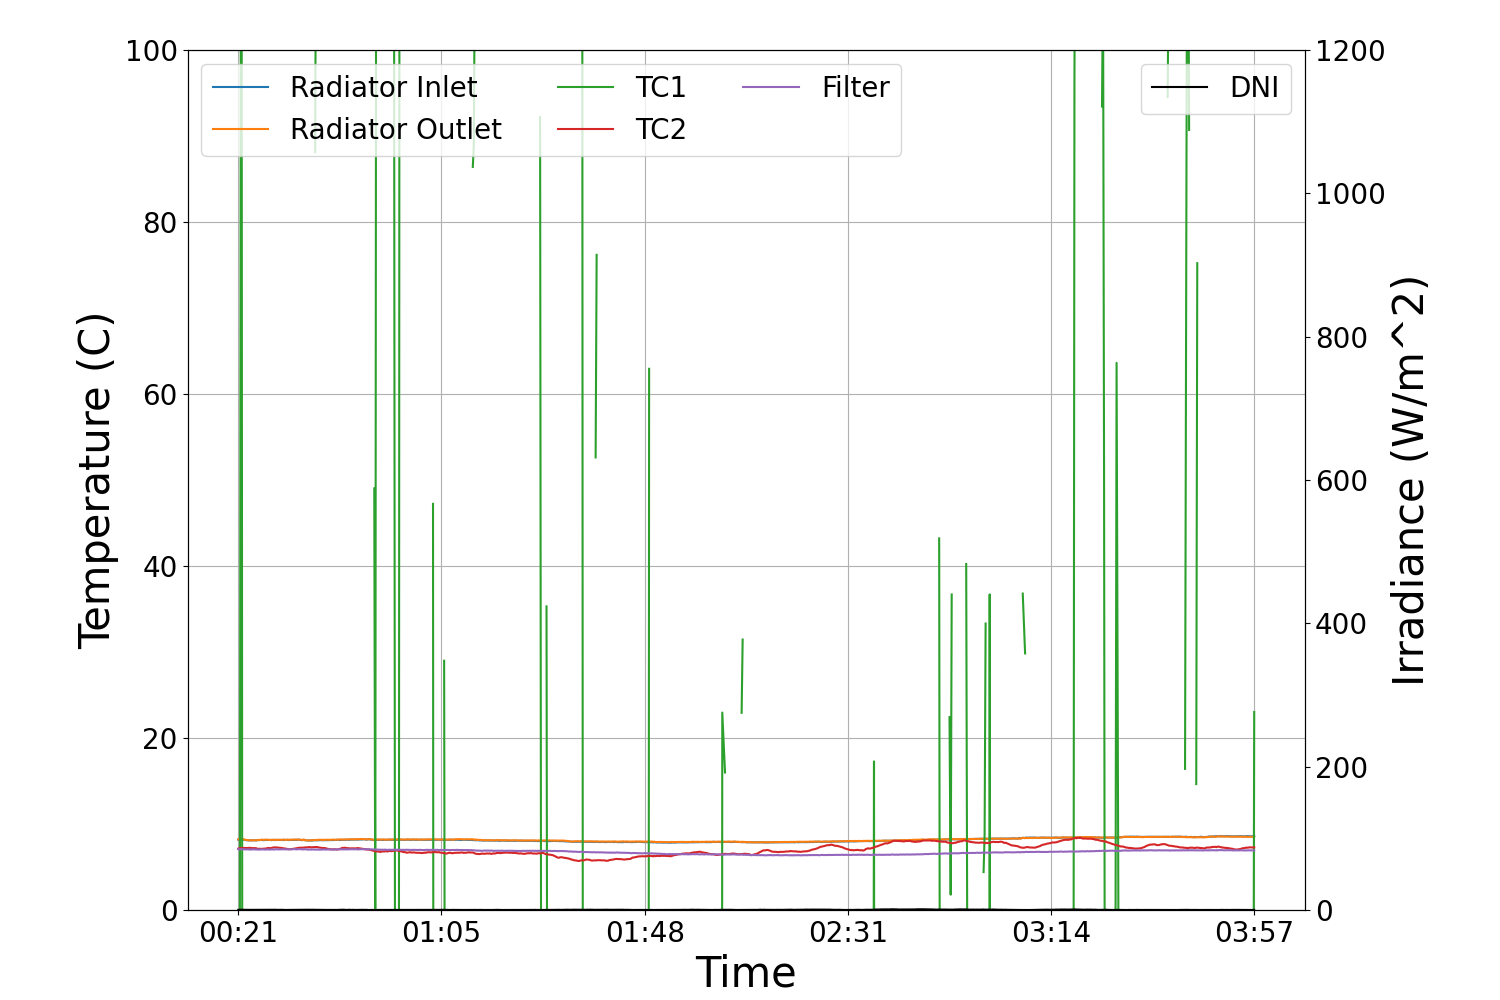 100
80
60
40
20
0
Temperature (C)
Radiator Inlet
Radiator Outlet
TC1
TC2
Filter
DNI
1200
1000
800
600
400
200
0
Irradiance (W/m^2)
00:21 01:05 01:48 02:31 03:14 03:57
Time